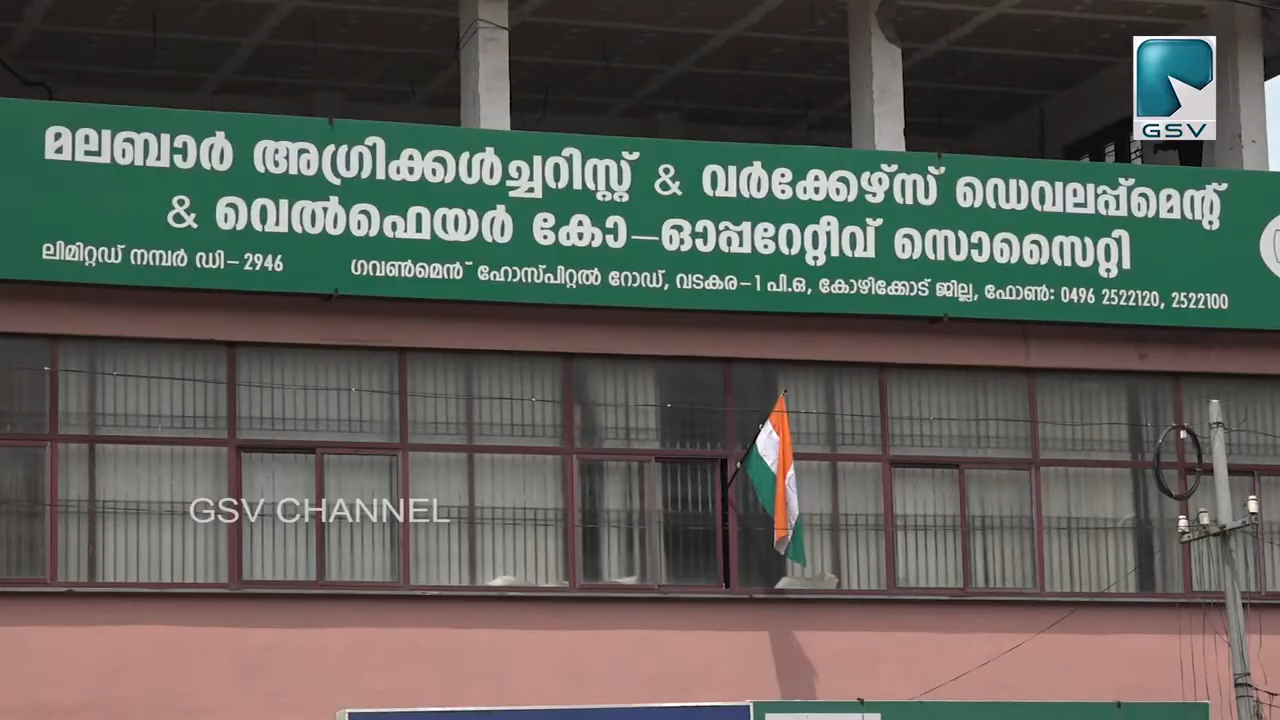 GSV
മലബാർ അഗ്രിക്കൾച്ചറിസ്റ്റ് & വർക്കേഴ്സ് ഡെവലപ്പ്മെന്റ്
& വെൽഫെയർ കോ-ഓപ്പറേറ്റീവ് സൊസൈറ്റി
ലിമിറ്റഡ് നമ്പർ ഡി-2946 ഗവൺമെന്റ് ഹോസ്പിറ്റൽ റോഡ്, വടകര-1 പി.ഒ, കോഴിക്കോട് ജില്ല, ഫോൺ: 0496 2522120, 2522100
GSV CHANNEL